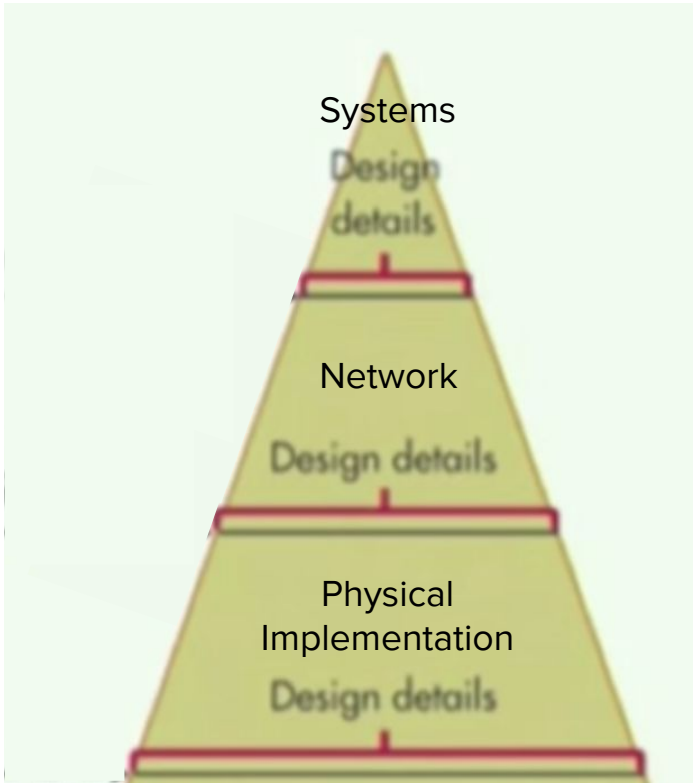 Systems
Design
details
Network
Design details
Physical
Implementation
Design details